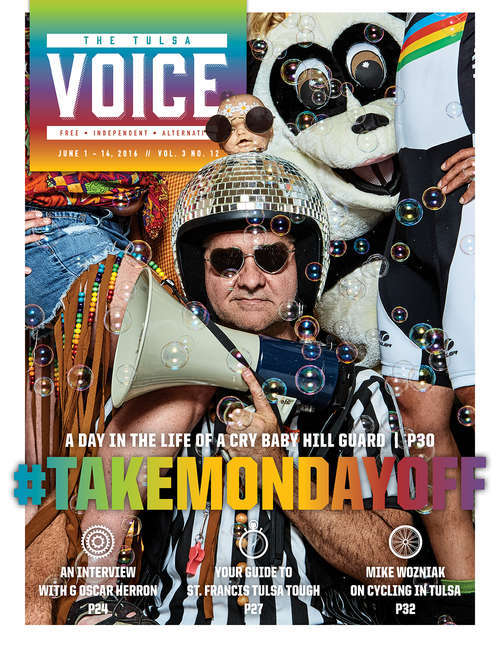 THE TULSA
VOICE
FREE • INDEPENDENT • ALTERNATI
JUNE 1 – 14, 2016 // VOL. 3 NO. 12
A DAY IN THE LIFE OF A CRY BABY HILL GUARD | P30
#TAKEMONDAYOFF
AN INTERVIEW
WITH G OSCAR HERRON
P24
YOUR GUIDE TO
ST. FRANCIS TULSA TOUGH
P27
MIKE WOZNIAK
ON CYCLING IN TULSA
P32